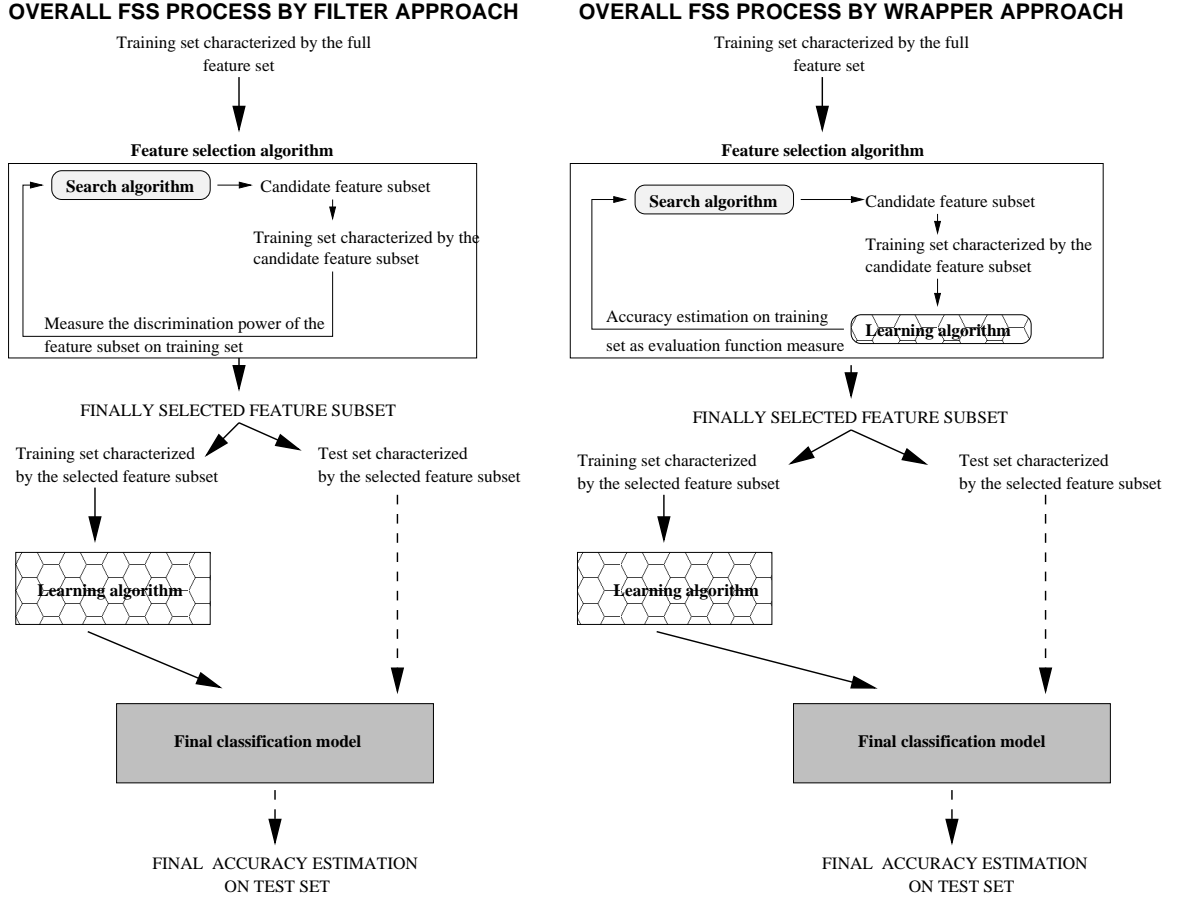 OVERALL FSS PROCESS BY FILTER APPROACH
Training set characterized by the full
feature set
Feature selection algorithm
Search algorithm
Candidate feature subset
Training set characterized by the
candidate feature subset
Measure the discrimination power of the
feature subset on training set
FINALLY SELECTED FEATURE SUBSET
Training set characterized
by the selected feature subset
Test set characterized
by the selected feature subset
Learning algorithm
Final classification model
FINAL ACCURACY ESTIMATION
ON TEST SET
OVERALL FSS PROCESS BY WRAPPER APPROACH
Training set characterized by the full
feature set
Feature selection algorithm
Search algorithm
Candidate feature subset
Training set characterized by the
candidate feature subset
Learning algorithm
Accuracy estimation on training
set as evaluation function measure
FINALLY SELECTED FEATURE SUBSET
Training set characterized
by the selected feature subset
Test set characterized
by the selected feature subset
Learning algorithm
Final classification model
FINAL ACCURACY ESTIMATION
ON TEST SET